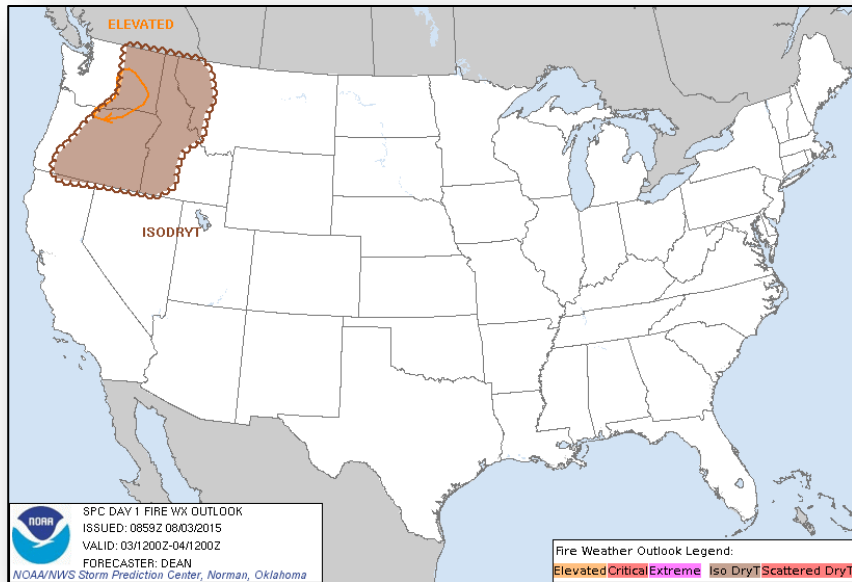 ELEVATED
ISODRYT
NOAA
SPC DAY 1 FIRE WX OUTLOOK
ISSUED: 0859Z 08/03/2015
VALID: 03/1200Z-04/1200Z
FORECASTER: DEAN
NOAA/NWS Storm Prediction Center, Norman, Oklahoma
Fire Weather Outlook Legend:
Elevated Critical Extreme Iso DryT Scattered DryT